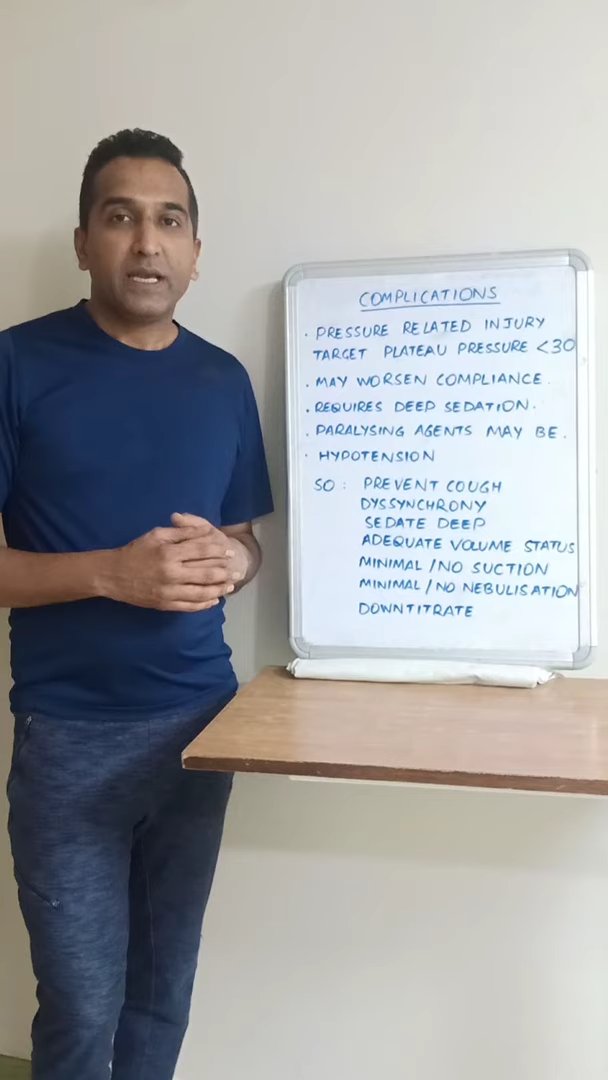 COMPLICATIONS
· PRESSURE RELATED INJURY
TARGET PLATEAU PRESSURE <30
· MAY WORSEN COMPLIANCE.
· REQUIRES DEEP SEDATION.
· PARALYSING AGENTS MAY BE.
· HYPOTENSION
SO : PREVENT COUGH
DYSSYNCHRONY
SEDATE DEEP
ADEQUATE VOLUME STATUS
MINIMAL / NO SUCTION
MINIMAL / NO NEBULISATION
DOWNTITRATE